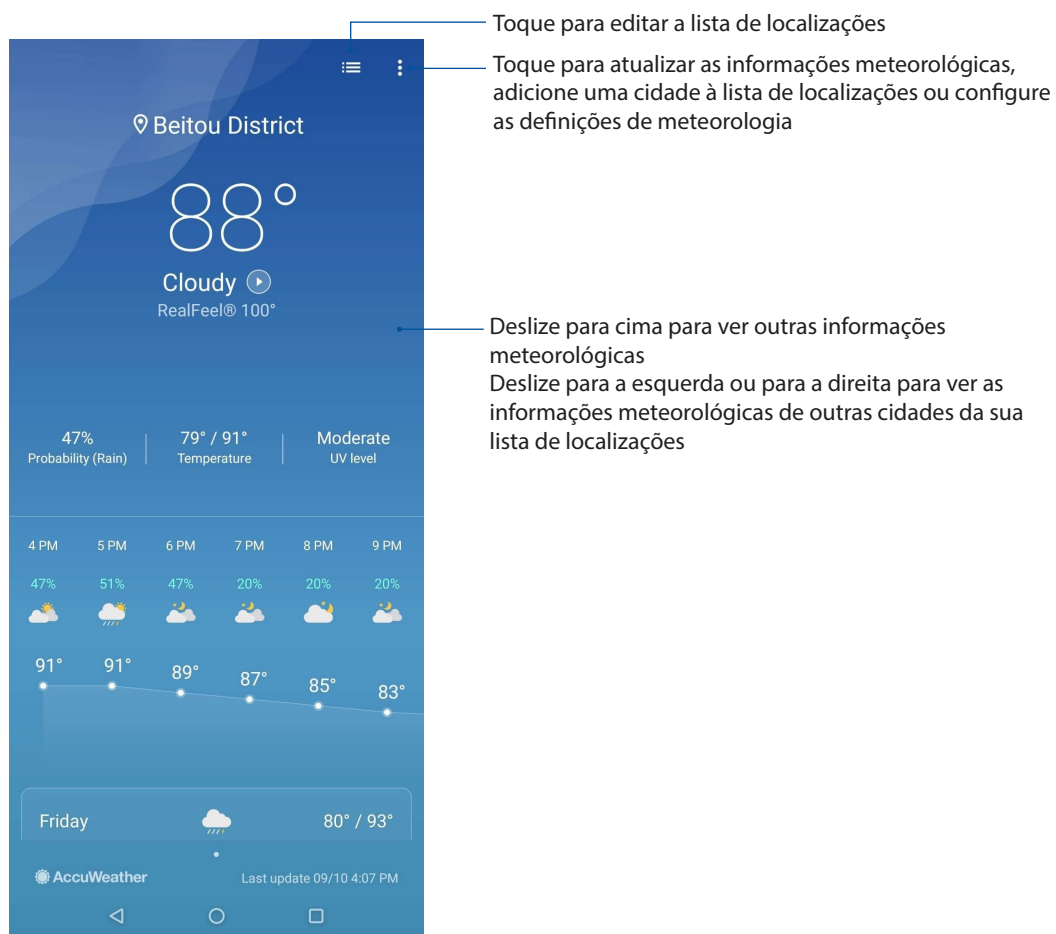 Toque para editar a lista de localizações
Toque para atualizar as informações meteorológicas,
adicione uma cidade à lista de localizações ou configure
as definições de meteorologia
Beitou District
88°
Cloudy
RealFeel® 100°
Deslize para cima para ver outras informações
meteorológicas
Deslize para a esquerda ou para a direita para ver as
informações meteorológicas de outras cidades da sua
lista de localizações
47% 79° / 91° Moderate
Probability (Rain) Temperature UV level
4 PM 5 PM 6 PM 7 PM 8 PM 9 PM
47% 51% 47% 20% 20% 20%
91° 91° 89° 87° 85° 83°
Friday 80° / 93°
AccuWeather Last update 09/10 4:07 PM